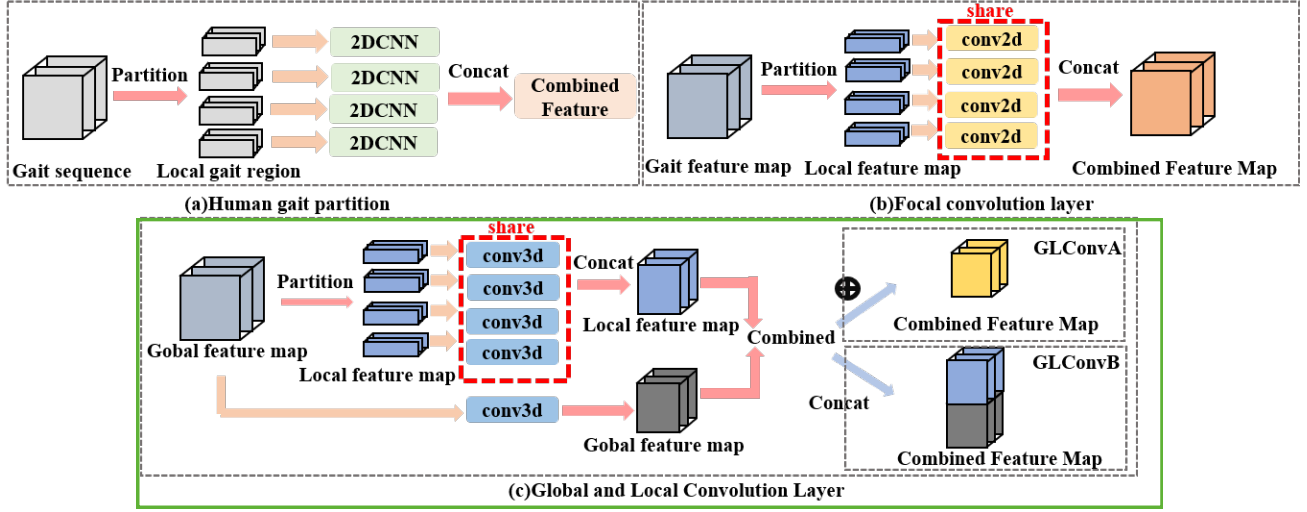 Partition
2DCNN
2DCNN
2DCNN
2DCNN
Concat
Combined
Feature
Gait sequence
Local gait region
(a)Human gait partition
share
Partition
conv2d
conv2d
conv2d
conv2d
Concat
Gait feature map
Local feature map
Combined Feature Map
(b)Focal convolution layer
share
Partition
conv3d
conv3d
conv3d
conv3d
Concat
Gobal feature map
Local feature map
Local feature map
conv3d
Gobal feature map
Combined
GLConvA
Combined Feature Map
Concat
GLConvB
Combined Feature Map
(c)Global and Local Convolution Layer